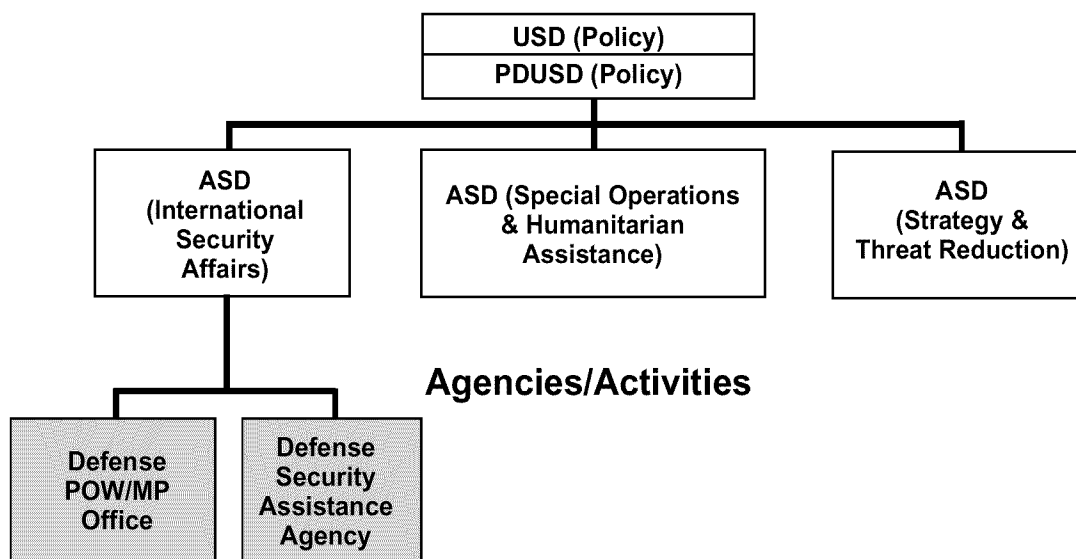 USD (Policy)
PDUSD (Policy)
ASD
(International
Security
Affairs)
ASD (Special Operations
& Humanitarian
Assistance)
ASD
(Strategy &
Threat Reduction)
Agencies/Activities
Defense
POW/MP
Office
Defense
Security
Assistance
Agency